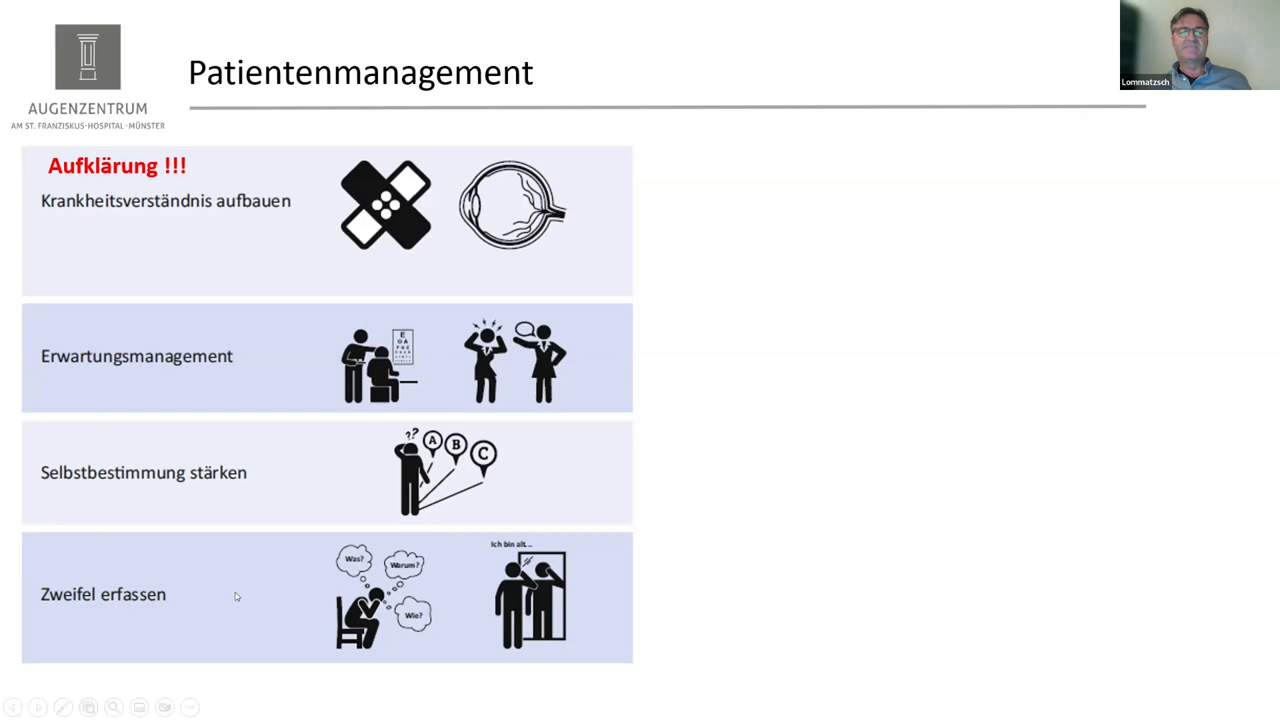 Patientenmanagement
Lommatzsch
AUGENZENTRUM
AM ST. FRANZISKUS-HOSPITAL · MÜNSTER
Aufklärung !!!
Krankheitsverständnis aufbauen
Erwartungsmanagement
E
O A
Selbstbestimmung stärken
?? A B C
Zweifel erfassen
Was?
Warum?
Wie?
Ich bin alt...